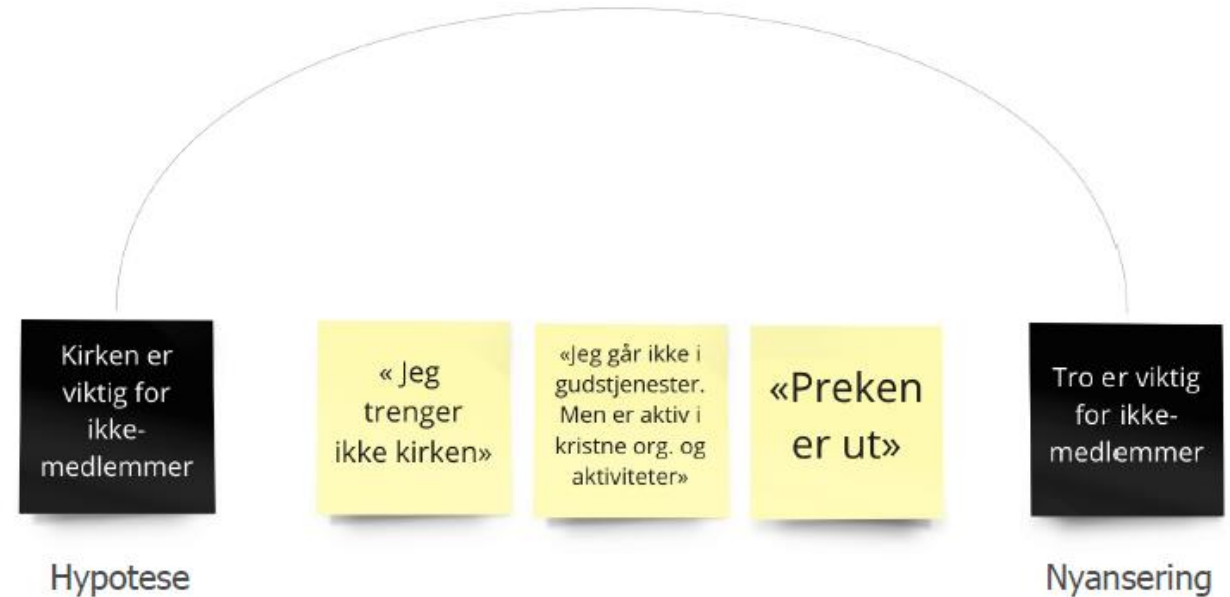 Kirken er
viktig for
ikke-
medlemmer
« Jeg
trenger
ikke kirken»
«Jeg går ikke i
gudstjenester.
Men er aktiv i
kristne org. og
aktiviteter»
«Preken
er ut»
Tro er viktig
for ikke-
medlemmer
Hypotese
Nyansering